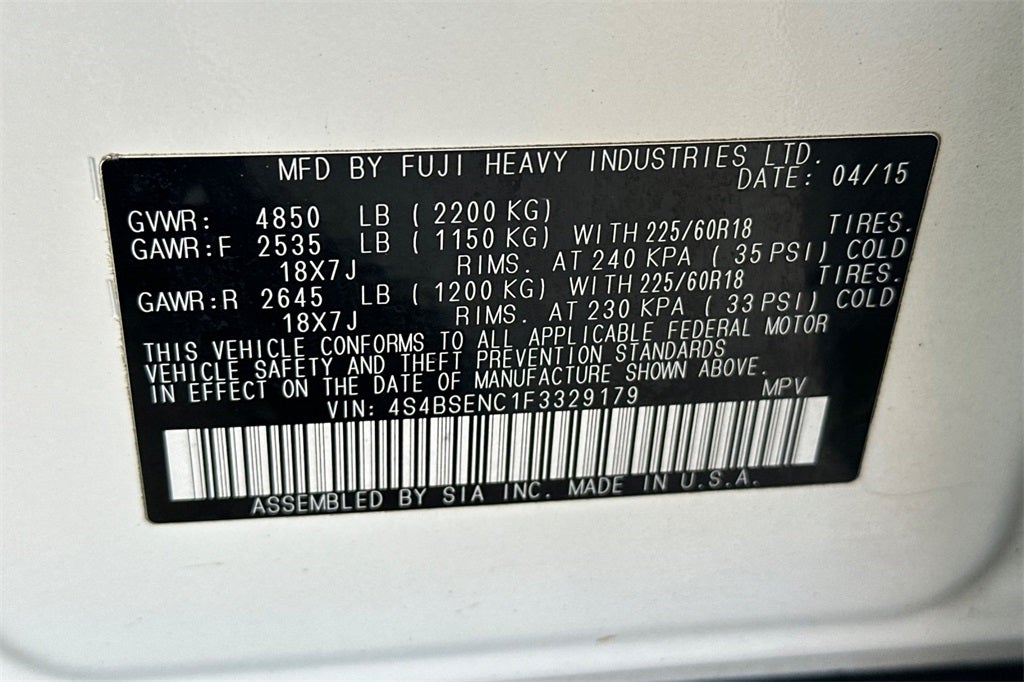 MFD BY FUJI HEAVY INDUSTRIES LTD.
DATE: 04/15
GVWR: 4850 LB ( 2200 KG)
GAWR:F 2535 LB ( 1150 KG) WITH 225/60R18 TIRES.
18X7J RIMS. AT 240 KPA ( 35 PSI) COLD
GAWR:R 2645 LB ( 1200 KG) WITH 225/60R18 TIRES.
18X7J RIMS. AT 230 KPA ( 33 PSI) COLD
THIS VEHICLE CONFORMS TO ALL APPLICABLE FEDERAL MOTOR
VEHICLE SAFETY AND THEFT PREVENTION STANDARDS
IN EFFECT ON THE DATE OF MANUFACTURE SHOWN ABOVE.
VIN: 4S4BSENC1F3329179 MPV
ASSEMBLED BY SIA INC. MADE IN U.S.A.